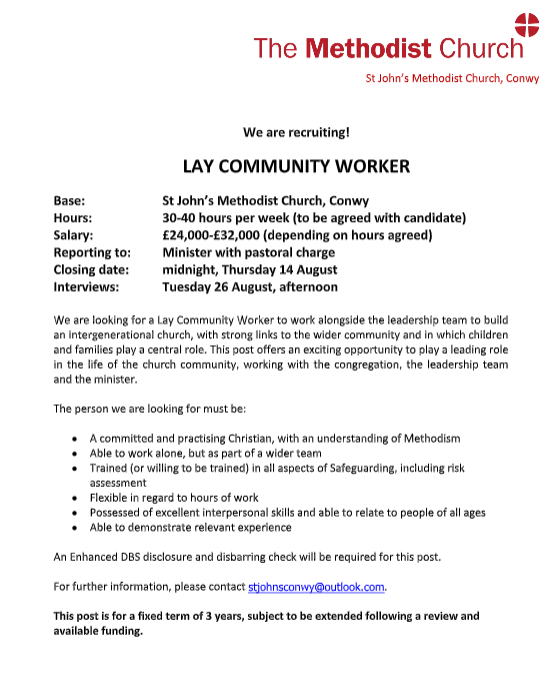 The Methodist Church
St John's Methodist Church, Conwy
We are recruiting!
LAY COMMUNITY WORKER
Base: St John's Methodist Church, Conwy
Hours: 30-40 hours per week (to be agreed with candidate)
Salary: £24,000-£32,000 (depending on hours agreed)
Reporting to: Minister with pastoral charge
Closing date: midnight, Thursday 14 August
Interviews: Tuesday 26 August, afternoon
We are looking for a Lay Community Worker to work alongside the leadership team to build
an intergenerational church, with strong links to the wider community and in which children
and families play a central role. This post offers an exciting opportunity to play a leading role
in the life of the church community, working with the congregation, the leadership team
and the minister.
The person we are looking for must be:
• A committed and practising Christian, with an understanding of Methodism
• Able to work alone, but as part of a wider team
• Trained (or willing to be trained) in all aspects of Safeguarding, including risk
assessment
• Flexible in regard to hours of work
• Possessed of excellent interpersonal skills and able to relate to people of all ages
• Able to demonstrate relevant experience
An Enhanced DBS disclosure and disbarring check will be required for this post.
For further information, please contact stjohnsconwy@outlook.com.
This post is for a fixed term of 3 years, subject to be extended following a review and
available funding.